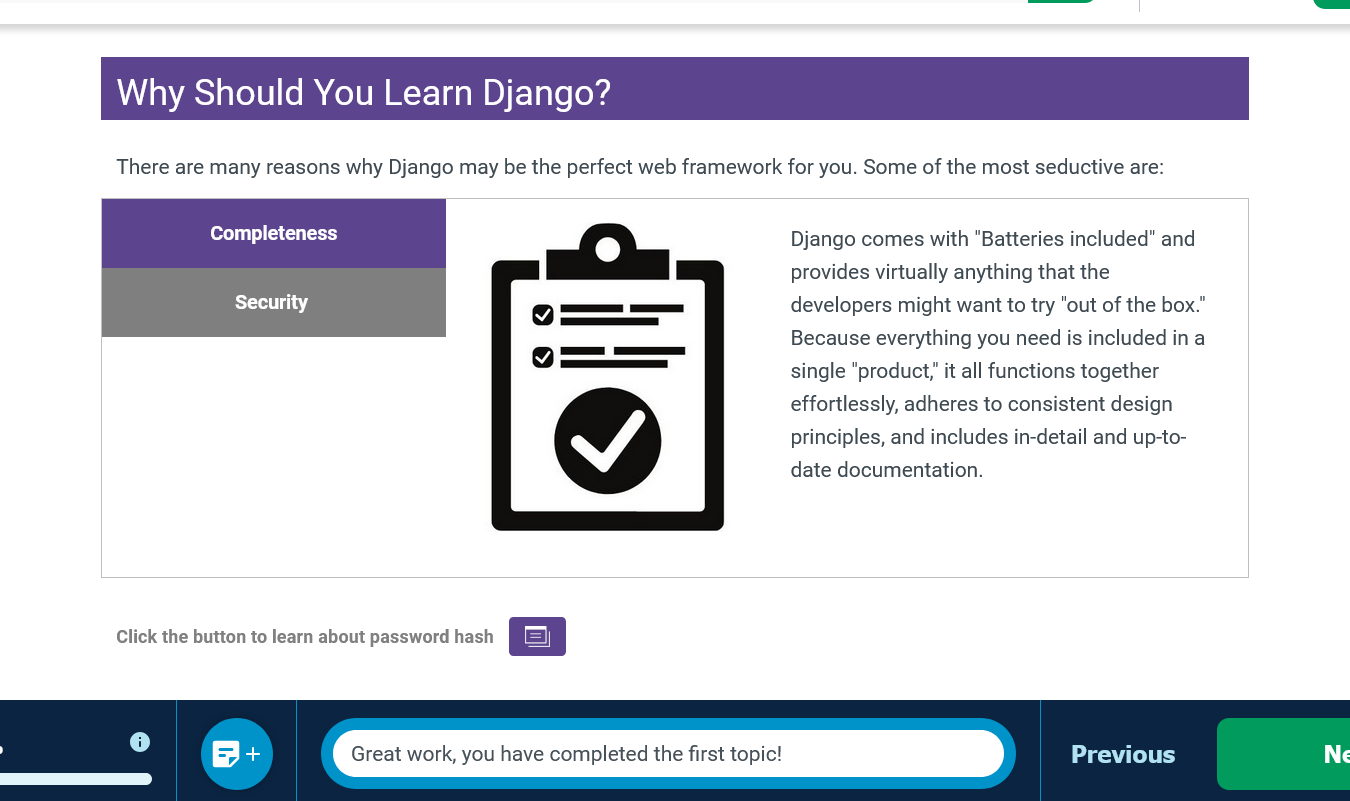 Why Should You Learn Django?
There are many reasons why Django may be the perfect web framework for you. Some of the most seductive are:
Completeness
Security
Django comes with "Batteries included" and
provides virtually anything that the
developers might want to try "out of the box."
Because everything you need is included in a
single "product," it all functions together
effortlessly, adheres to consistent design
principles, and includes in-detail and up-to-
date documentation.
Click the button to learn about password hash
Great work, you have completed the first topic!
Previous